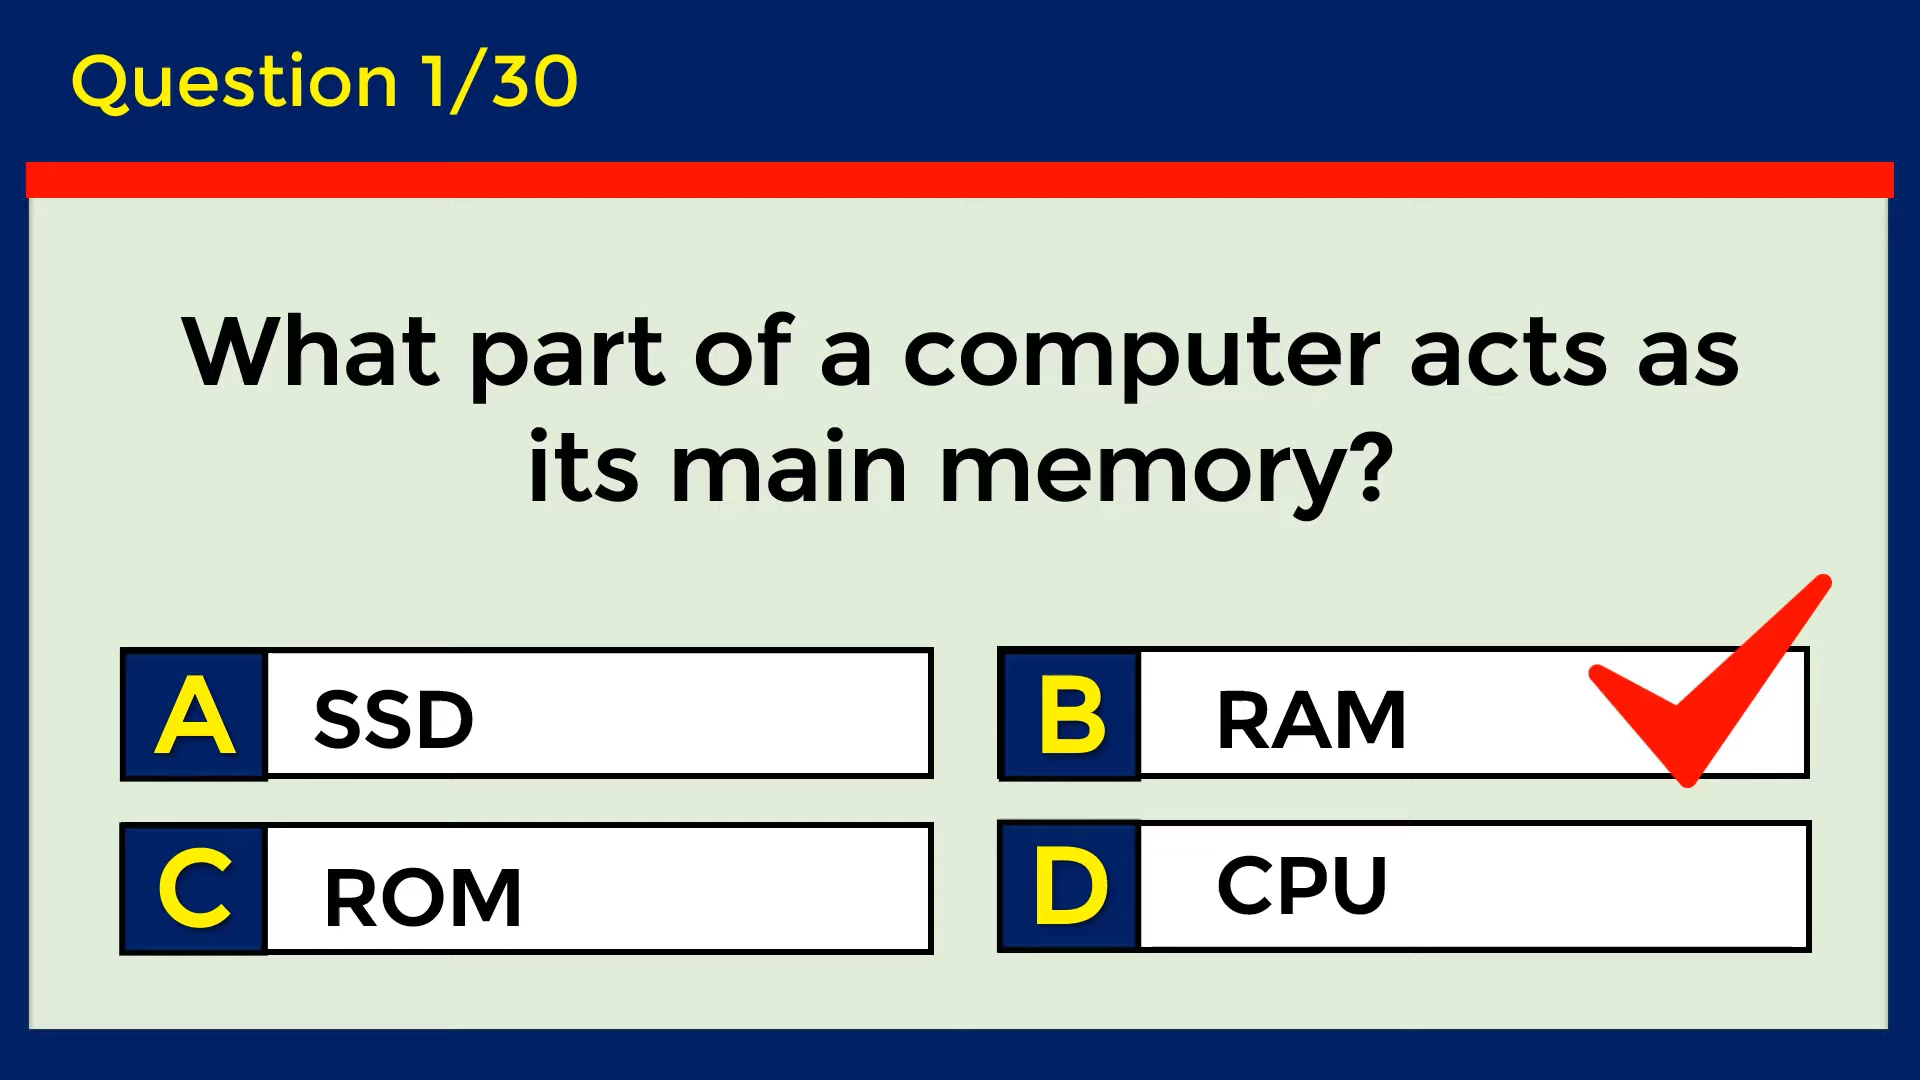 Question 1/30
What part of a computer acts as
its main memory?
A SSD
B RAM
C ROM
D CPU